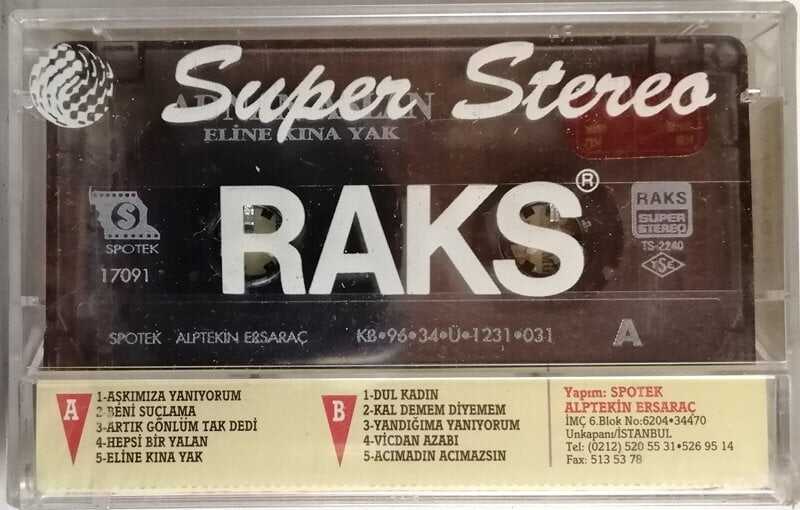 Super Stereo
ELİNE KINA YAK
RAKS®
S
SPOTEK
17091
RAKS
SUPER
STEREO
TS-2240
TSE
SPOTEK ALPTEKİN ERSARAÇ KB•96•34•Ü•1231•031 A
A
1-AŞKIMIZA YANIYORUM
2-BENİ SUÇLAMA
3-ARTIK GÖNLÜM TAK DEDİ
4-HEPSİ BİR YALAN
5-ELİNE KINA YAK
B
1-DUL KADIN
2-KAL DEMEM DİYEMEM
3-YANDIĞIMA YANIYORUM
4-VİCDAN AZABI
5-ACIMADIN ACIMAZSIN
Yapım: SPOTEK
ALPTEKİN ERSARAÇ
İMÇ 6.Blok No:6204•34470
Unkapanı/İSTANBUL
Tel: (0212) 520 55 31•526 95 14
Fax: 513 53 78